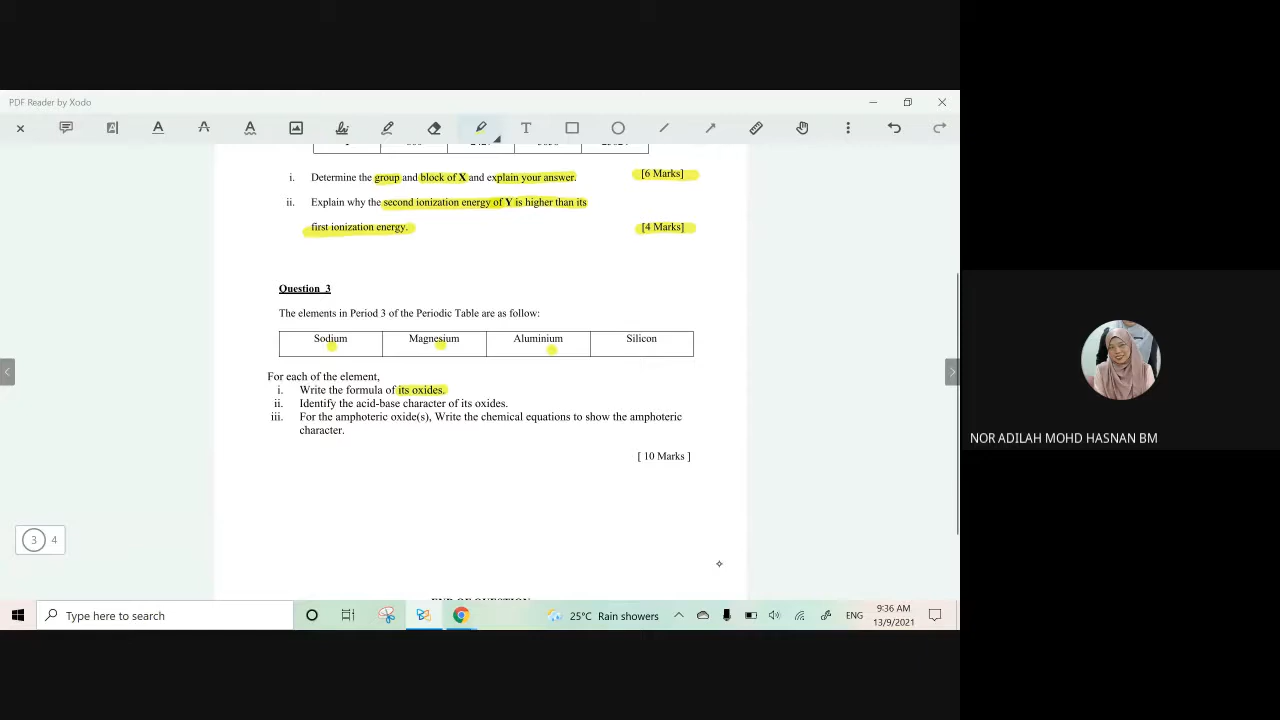 PDF Reader by Xodo
i. Determine the group and block of X and explain your answer. [6 Marks]
ii. Explain why the second ionization energy of Y is higher than its
first ionization energy. [4 Marks]
Question 3
The elements in Period 3 of the Periodic Table are as follow:
Sodium Magnesium Aluminium Silicon
For each of the element,
i. Write the formula of its oxides.
ii. Identify the acid-base character of its oxides.
iii. For the amphoteric oxide(s), Write the chemical equations to show the amphoteric
character.
[ 10 Marks ]
NOR ADILAH MOHD HASNAN BM
3 4
END OF QUESTION
Type here to search
25°C Rain showers
ENG
9:36 AM
13/9/2021